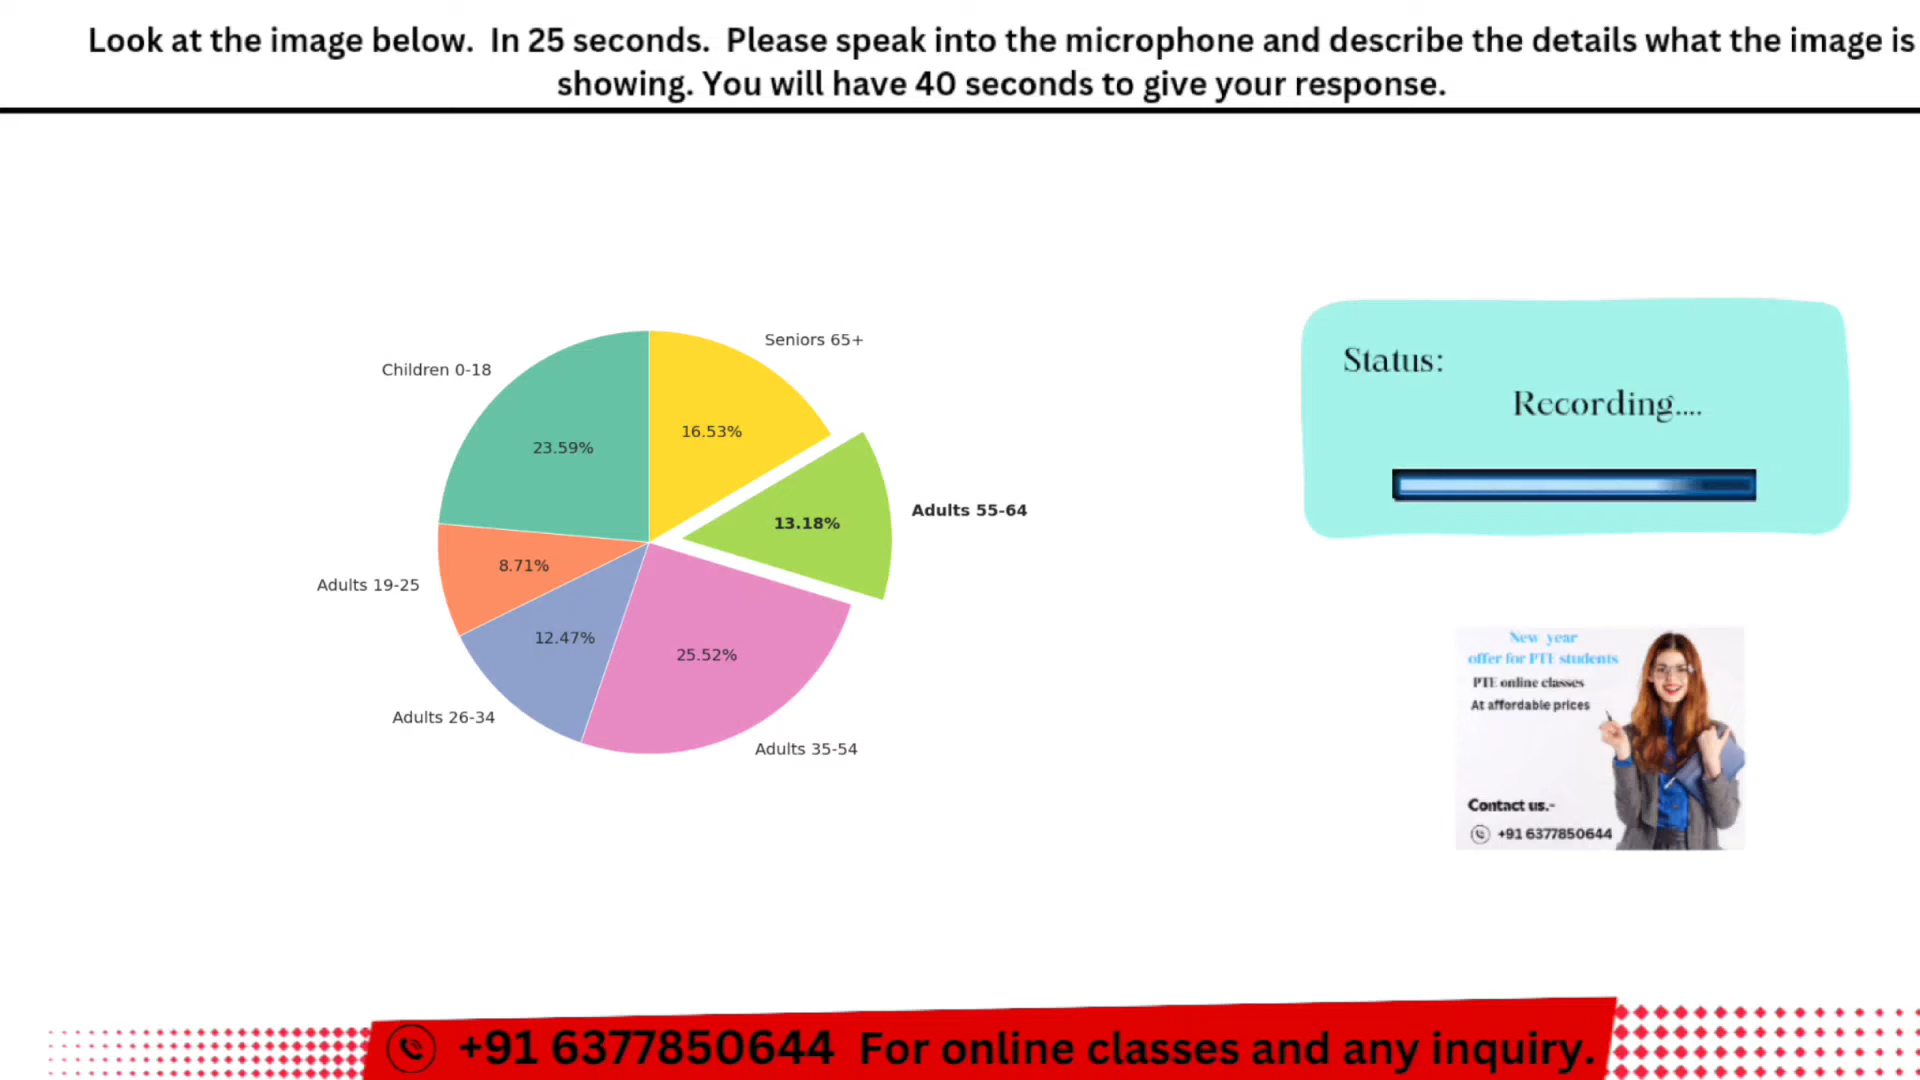 Look at the image below. In 25 seconds. Please speak into the microphone and describe the details what the image is
showing. You will have 40 seconds to give your response.
Seniors 65+
Children 0-18
16.53%
23.59%
Adults 55-64
13.18%
8.71%
Adults 19-25
12.47%
25.52%
Adults 26-34
Adults 35-54
Status:
Recording....
New year
offer for PTE students
PTE online classes
At affordable prices
Contact us.-
+91 6377850644
+91 6377850644 For online classes and any inquiry.